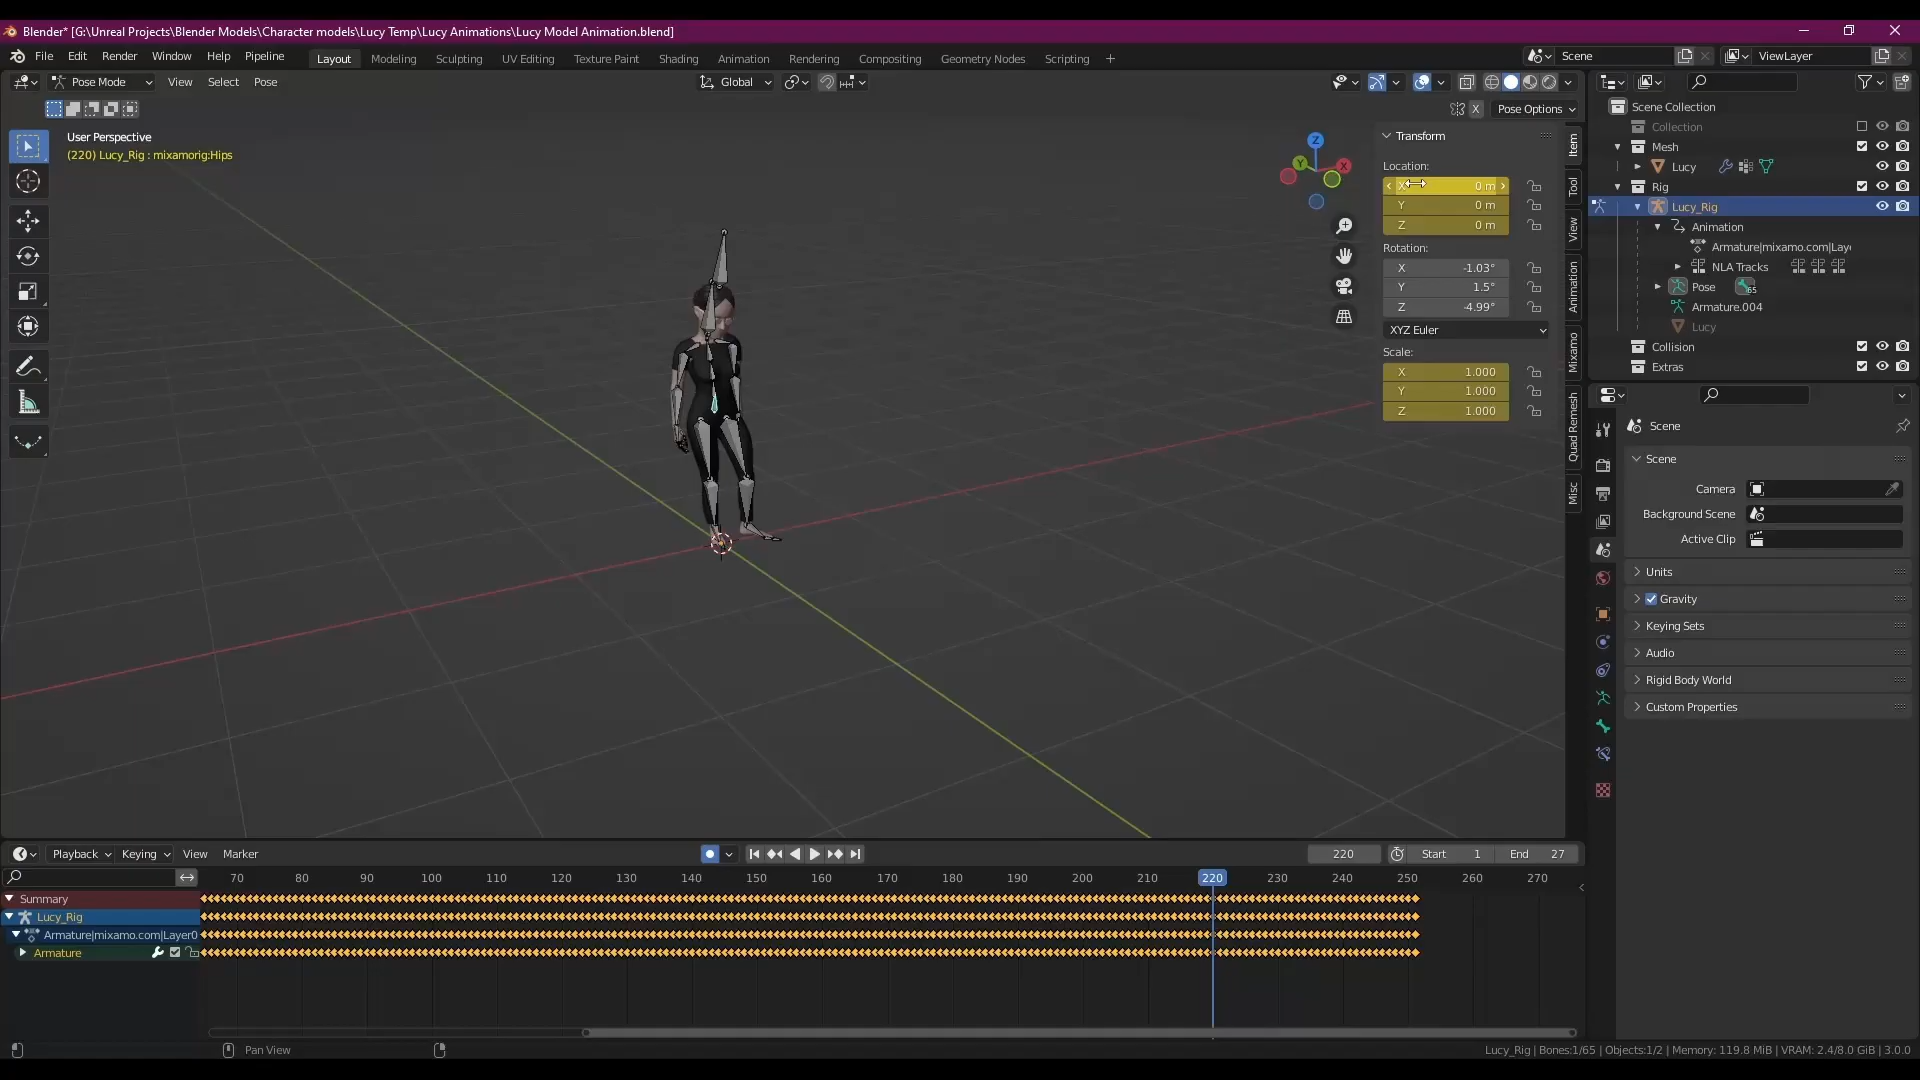 Blender* [G:\Unreal Projects\Blender Models\Character models\Lucy Temp\Lucy Animations\Lucy Model Animation.blend]
File Edit Render Window Help Pipeline Layout Modeling Sculpting UV Editing Texture Paint Shading Animation Rendering Compositing Geometry Nodes Scripting + Scene ViewLayer
Pose Mode View Select Pose Global
X Pose Options
User Perspective
(220) Lucy_Rig : mixamorig:Hips
Z
Y
X
Transform
Location:
X 0 m
Y 0 m
Z 0 m
Rotation:
X -1.03°
Y 1.5°
Z -4.99°
XYZ Euler
Scale:
X 1.000
Y 1.000
Z 1.000
Item
Tool
View
Animation
Mixamo
Quad Remesh
Misc
Scene Collection
Collection
Mesh
Lucy
Rig
Lucy_Rig
Animation
Armature|mixamo.com|Laye
NLA Tracks
Pose 65
Armature.004
Lucy
Collision
Extras
Scene
Scene
Camera
Background Scene
Active Clip
Units
Gravity
Keying Sets
Audio
Rigid Body World
Custom Properties
Playback Keying View Marker 220 Start 1 End 27
70 80 90 100 110 120 130 140 150 160 170 180 190 200 210 220 230 240 250 260 270
Summary
Lucy_Rig
Armature|mixamo.com|Layer0
Armature
Pan View
Lucy_Rig | Bones:1/65 | Objects:1/2 | Memory: 119.8 MiB | VRAM: 2.4/8.0 GiB | 3.0.0